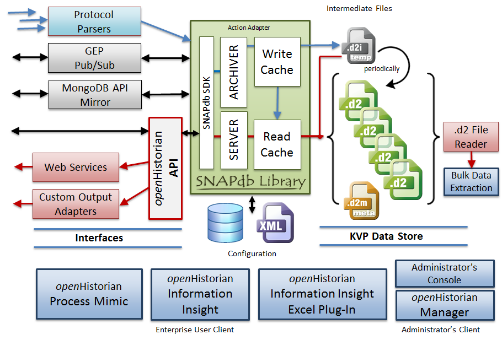 Action Adapter
Intermediate Files
Protocol
Parsers
GEP
Pub/Sub
MongoDB API
Mirror
openHistorian
API
Web Services
Custom Output
Adapters
Interfaces
SNAPdb SDK
ARCHIVER
SERVER
Write
Cache
Read
Cache
SNAPdb Library
XML
Configuration
.d2i
temp
periodically
.d2
.d2
.d2
.d2
.d2m
meta
KVP Data Store
.d2 File
Reader
Bulk Data
Extraction
openHistorian
Process Mimic
openHistorian
Information
Insight
openHistorian
Information Insight
Excel Plug-In
Administrator's
Console
openHistorian
Manager
Enterprise User Client
Administrator's Client